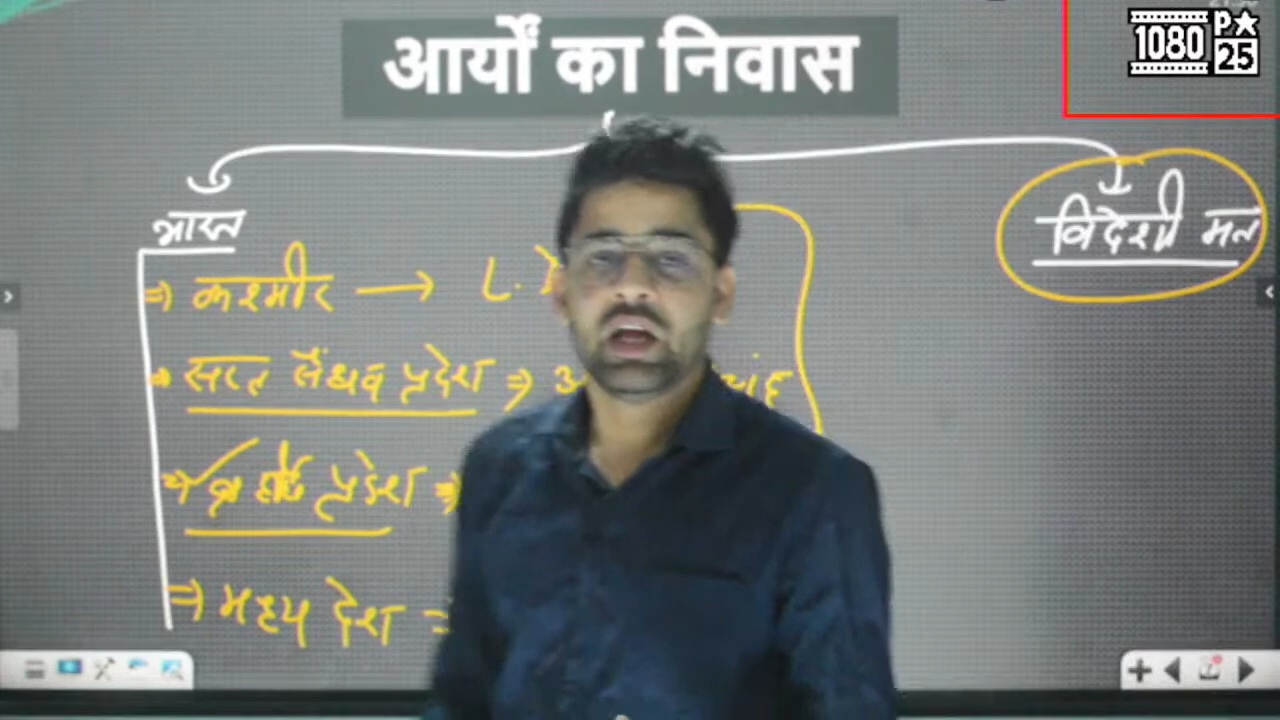 आर्यों का निवास
1080 P★
25
भारत
विदेशी मत
⇒ कश्मीर → L.
⇒ सप्त सैंधव प्रदेश ⇒
⇒ ब्रह्मर्षि प्रदेश ⇒
⇒ मध्य देश =